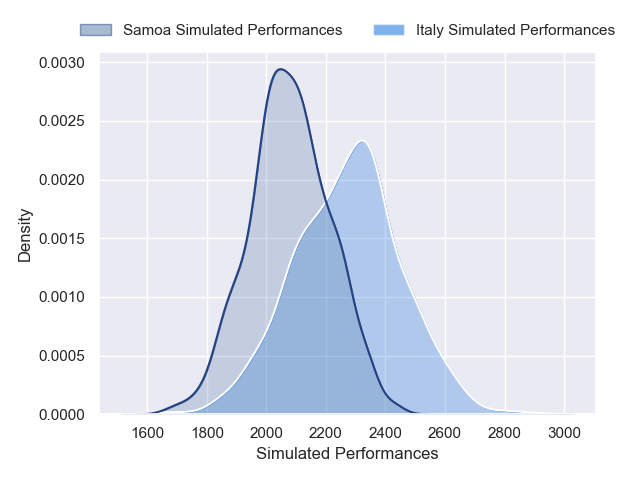 Samoa Simulated Performances Italy Simulated Performances
0.0030
0.0025
0.0020
0.0015
0.0010
0.0005
0.0000
Density
1600 1800 2000 2200 2400 2600 2800 3000
Simulated Performances